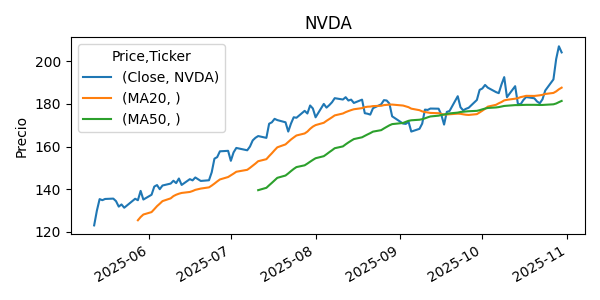 NVDA
Price,Ticker
(Close, NVDA)
(MA20, )
(MA50, )
Precio
200
180
160
140
120
2025-06
2025-07
2025-08
2025-09
2025-10
2025-11